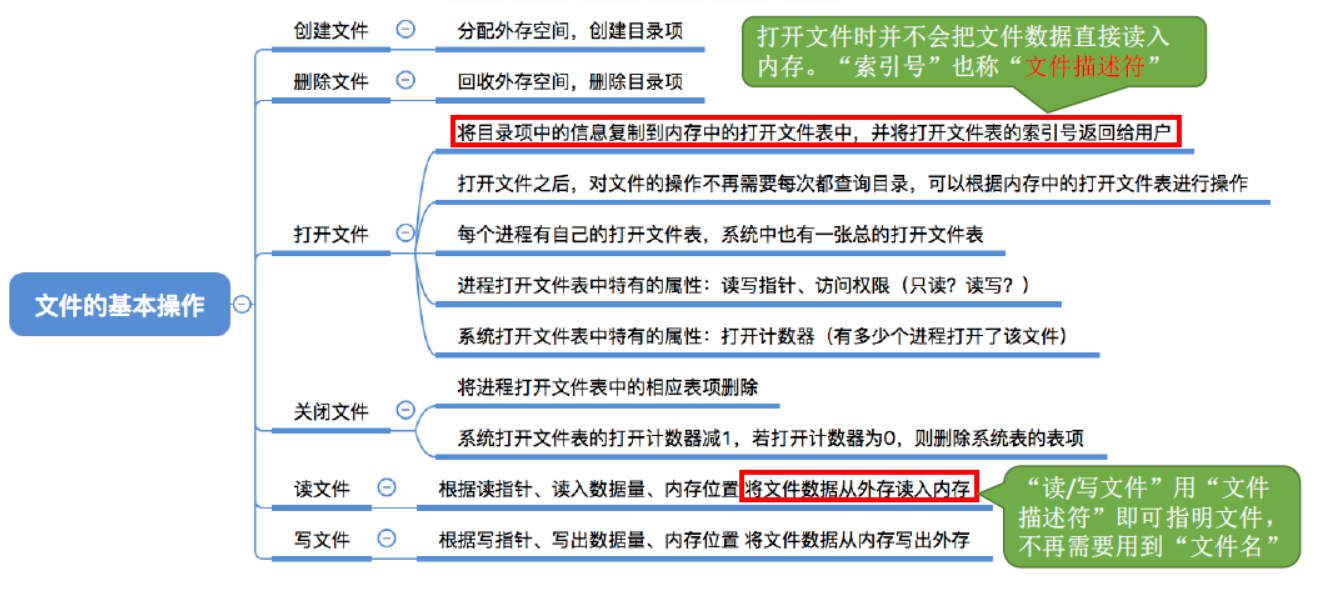 文件的基本操作
创建文件
分配外存空间，创建目录项
删除文件
回收外存空间，删除目录项
打开文件时并不会把文件数据直接读入
内存。“索引号”也称“文件描述符”
打开文件
将目录项中的信息复制到内存中的打开文件表中，并将打开文件表的索引号返回给用户
打开文件之后，对文件的操作不再需要每次都查询目录，可以根据内存中的打开文件表进行操作
每个进程有自己的打开文件表，系统中也有一张总的打开文件表
进程打开文件表中特有的属性：读写指针、访问权限（只读？读写？）
系统打开文件表中特有的属性：打开计数器（有多少个进程打开了该文件）
关闭文件
将进程打开文件表中的相应表项删除
系统打开文件表的打开计数器减1，若打开计数器为0，则删除系统表的表项
读文件
根据读指针、读入数据量、内存位置 将文件数据从外存读入内存
写文件
根据写指针、写出数据量、内存位置 将文件数据从内存写出外存
“读/写文件”用“文件
描述符”即可指明文件，
不再需要用到“文件名”